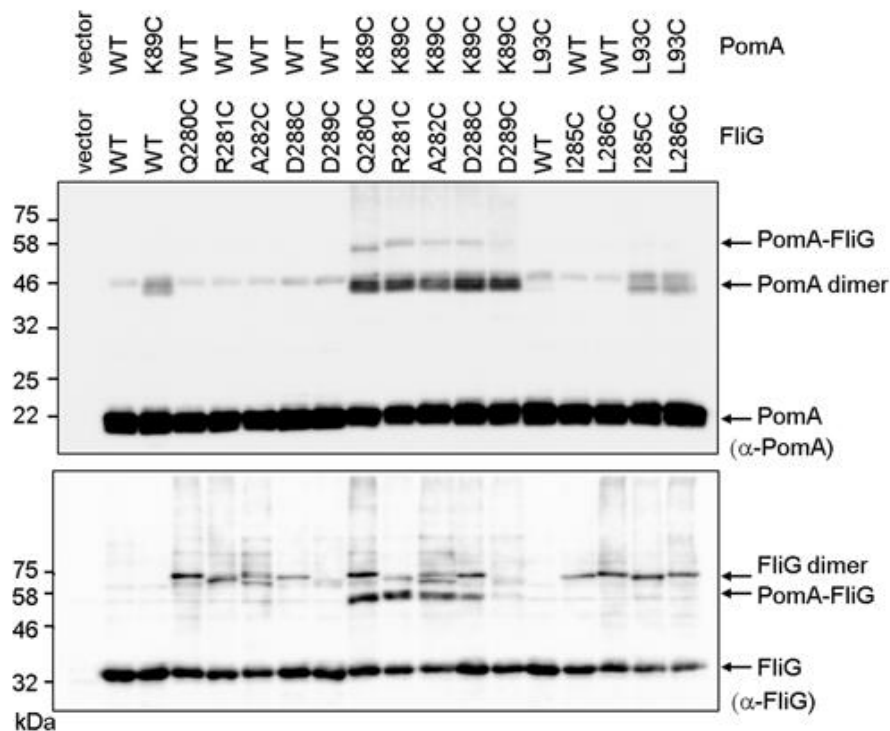 vector WT K89C WT WT WT WT WT K89C K89C K89C K89C K89C L93C WT WT L93C L93C PomA
vector WT WT Q280C R281C A282C D288C D289C Q280C R281C A282C D288C D289C WT I285C L286C I285C L286C FliG
75
58 PomA-FliG
46 PomA dimer
32
25
22 PomA
(α-PomA)
75 FliG dimer
58 PomA-FliG
46
32 FliG
(α-FliG)
kDa